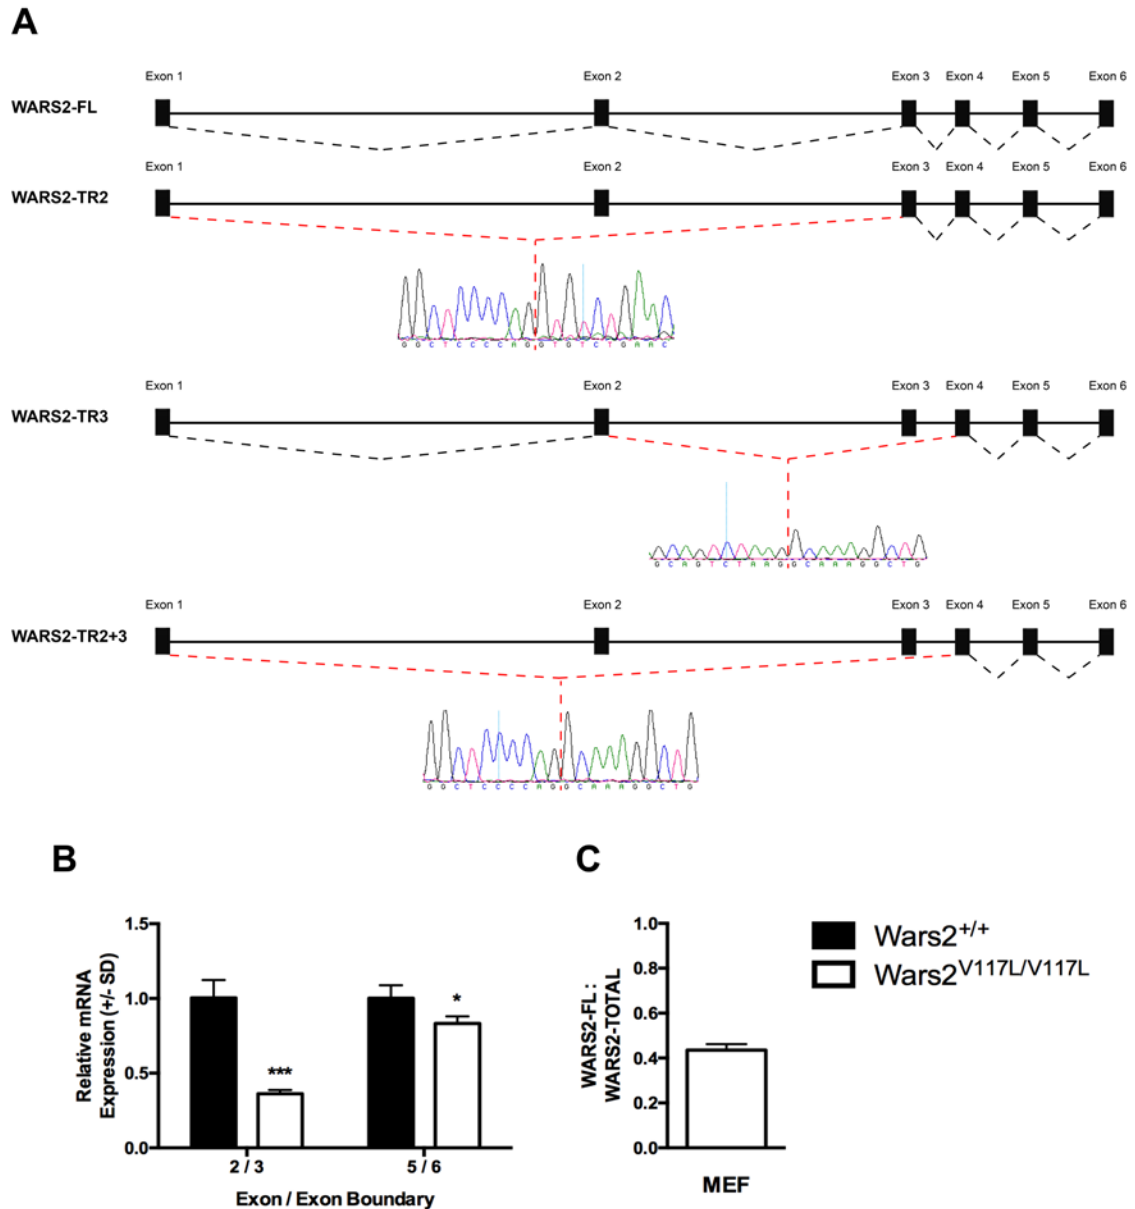 A
Exon 1 Exon 2 Exon 3 Exon 4 Exon 5 Exon 6
WARS2-FL
Exon 1 Exon 2 Exon 3 Exon 4 Exon 5 Exon 6
WARS2-TR2
G G C T C C C C A G G T G T C T G A A C
Exon 1 Exon 2 Exon 3 Exon 4 Exon 5 Exon 6
WARS2-TR3
G C A G T C T A A G G C A A A G G C T G
Exon 1 Exon 2 Exon 3 Exon 4 Exon 5 Exon 6
WARS2-TR2+3
G G C T C C C C A G G C A A A G G C T G
B
Relative mRNA
Expression (+/- SD)
1.5
1.0
0.5
0.0
***
*
2 / 3 5 / 6
Exon / Exon Boundary
C
WARS2-FL :
WARS2-TOTAL
1.0
0.8
0.6
0.4
0.2
0.0
MEF
Wars2+/+
Wars2V117L/V117L